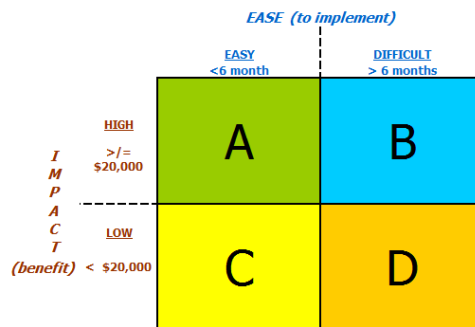 EASE (to implement)
EASY
<6 month
DIFFICULT
> 6 months
HIGH
>/=
$20,000
A
B
I
M
P
A
C
T
(benefit)
LOW
< $20,000
C
D